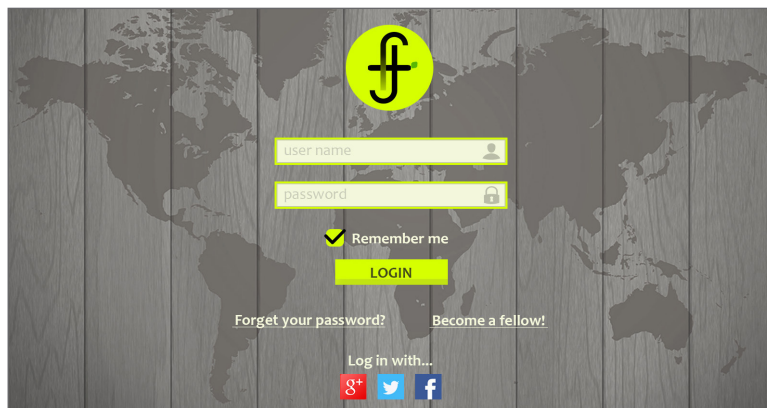 user name
password
Remember me
LOGIN
Forget your password? Become a fellow!
Log in with...
g+ f